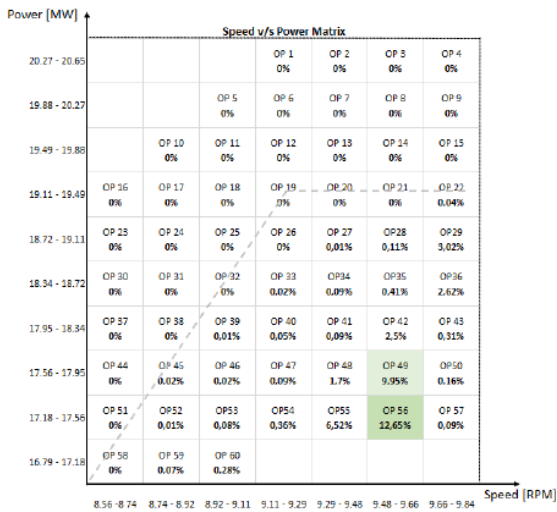 Power [MW]
Speed v/s Power Matrix
20.27 - 20.65 OP 1 OP 2 OP 3 OP 4
0% 0% 0% 0%
19.88 - 20.27 OP 5 OP 6 OP 7 OP 8 OP 9
0% 0% 0% 0% 0%
19.49 - 19.88 OP 10 OP 11 OP 12 OP 13 OP 14 OP 15
0% 0% 0% 0% 0% 0%
19.11 - 19.49 OP 16 OP 17 OP 18 OP 19 OP 20 OP 21 OP 22
0% 0% 0% 0% 0% 0% 0.04%
18.72 - 19.11 OP 23 OP 24 OP 25 OP 26 OP 27 OP28 OP29
0% 0% 0% 0% 0,01% 0,11% 3,02%
18.34 - 18.72 OP 30 OP 31 OP 32 OP 33 OP34 OP35 OP36
0% 0% 0% 0.02% 0.09% 0.41% 2.62%
17.95 - 18.34 OP 37 OP 38 OP 39 OP 40 OP 41 OP 42 OP 43
0% 0% 0,01% 0,05% 0,09% 2,5% 0,31%
17.56 - 17.95 OP 44 OP 45 OP 46 OP 47 OP 48 OP 49 OP50
0% 0.02% 0.02% 0.09% 1.7% 9.95% 0.16%
17.18 - 17.56 OP 51 OP52 OP53 OP54 OP55 OP 56 OP 57
0% 0,01% 0,08% 0,36% 6,52% 12,65% 0,09%
16.79 - 17.18 OP 58 OP 59 OP 60
0% 0.07% 0.28%
Speed [RPM]
8.56 - 8.74 8.74 - 8.92 8.92 - 9.11 9.11 - 9.29 9.29 - 9.48 9.48 - 9.66 9.66 - 9.84